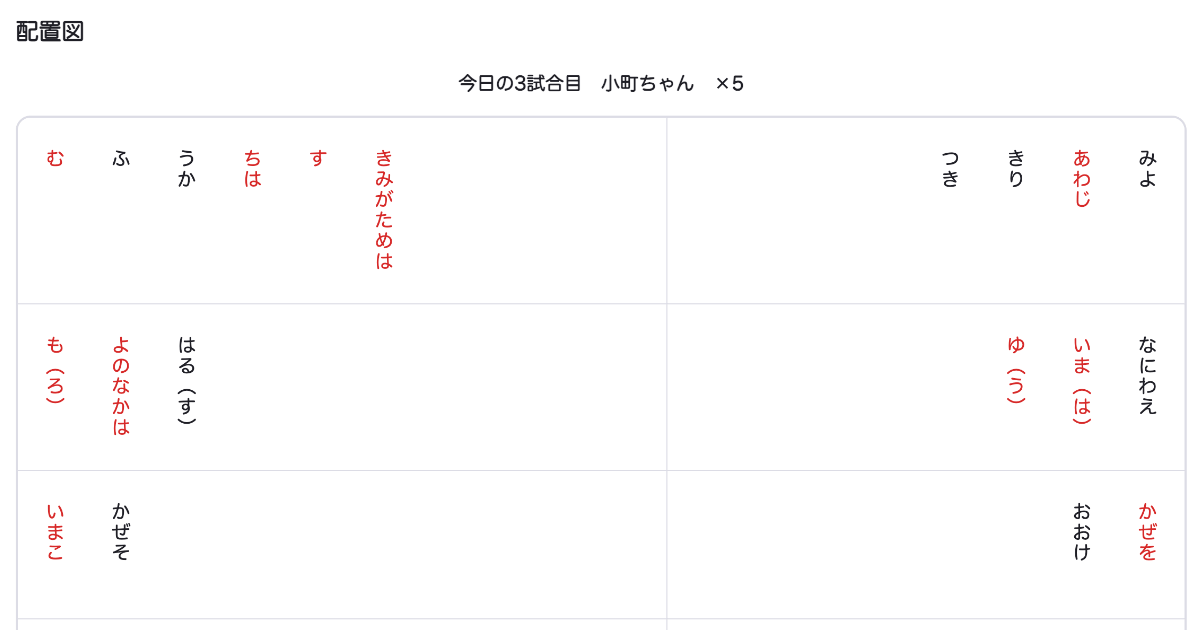 配置図
今日の3試合目　小町ちゃん　×5
む
ふ
うか
ちは
す
きみがためは
つき
きり
あわじ
みよ
も（ろ）
よのなかは
はる（す）
ゆ（う）
いま（は）
なにわえ
いまこ
かぜそ
おおけ
かぜを